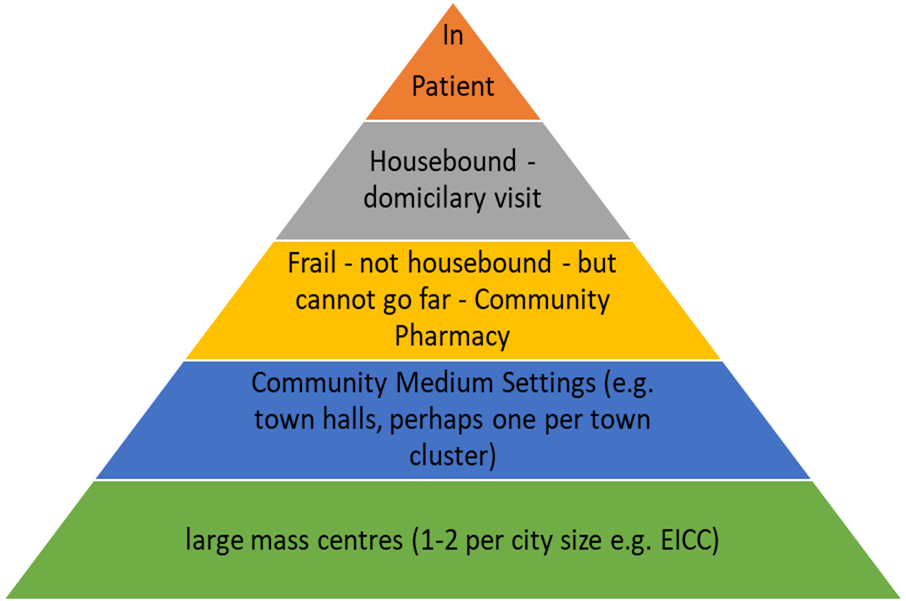 In
Patient
Housebound -
domicilary visit
Frail - not housebound - but
cannot go far - Community
Pharmacy
Community Medium Settings (e.g.
town halls, perhaps one per town
cluster)
large mass centres (1-2 per city size e.g. EICC)